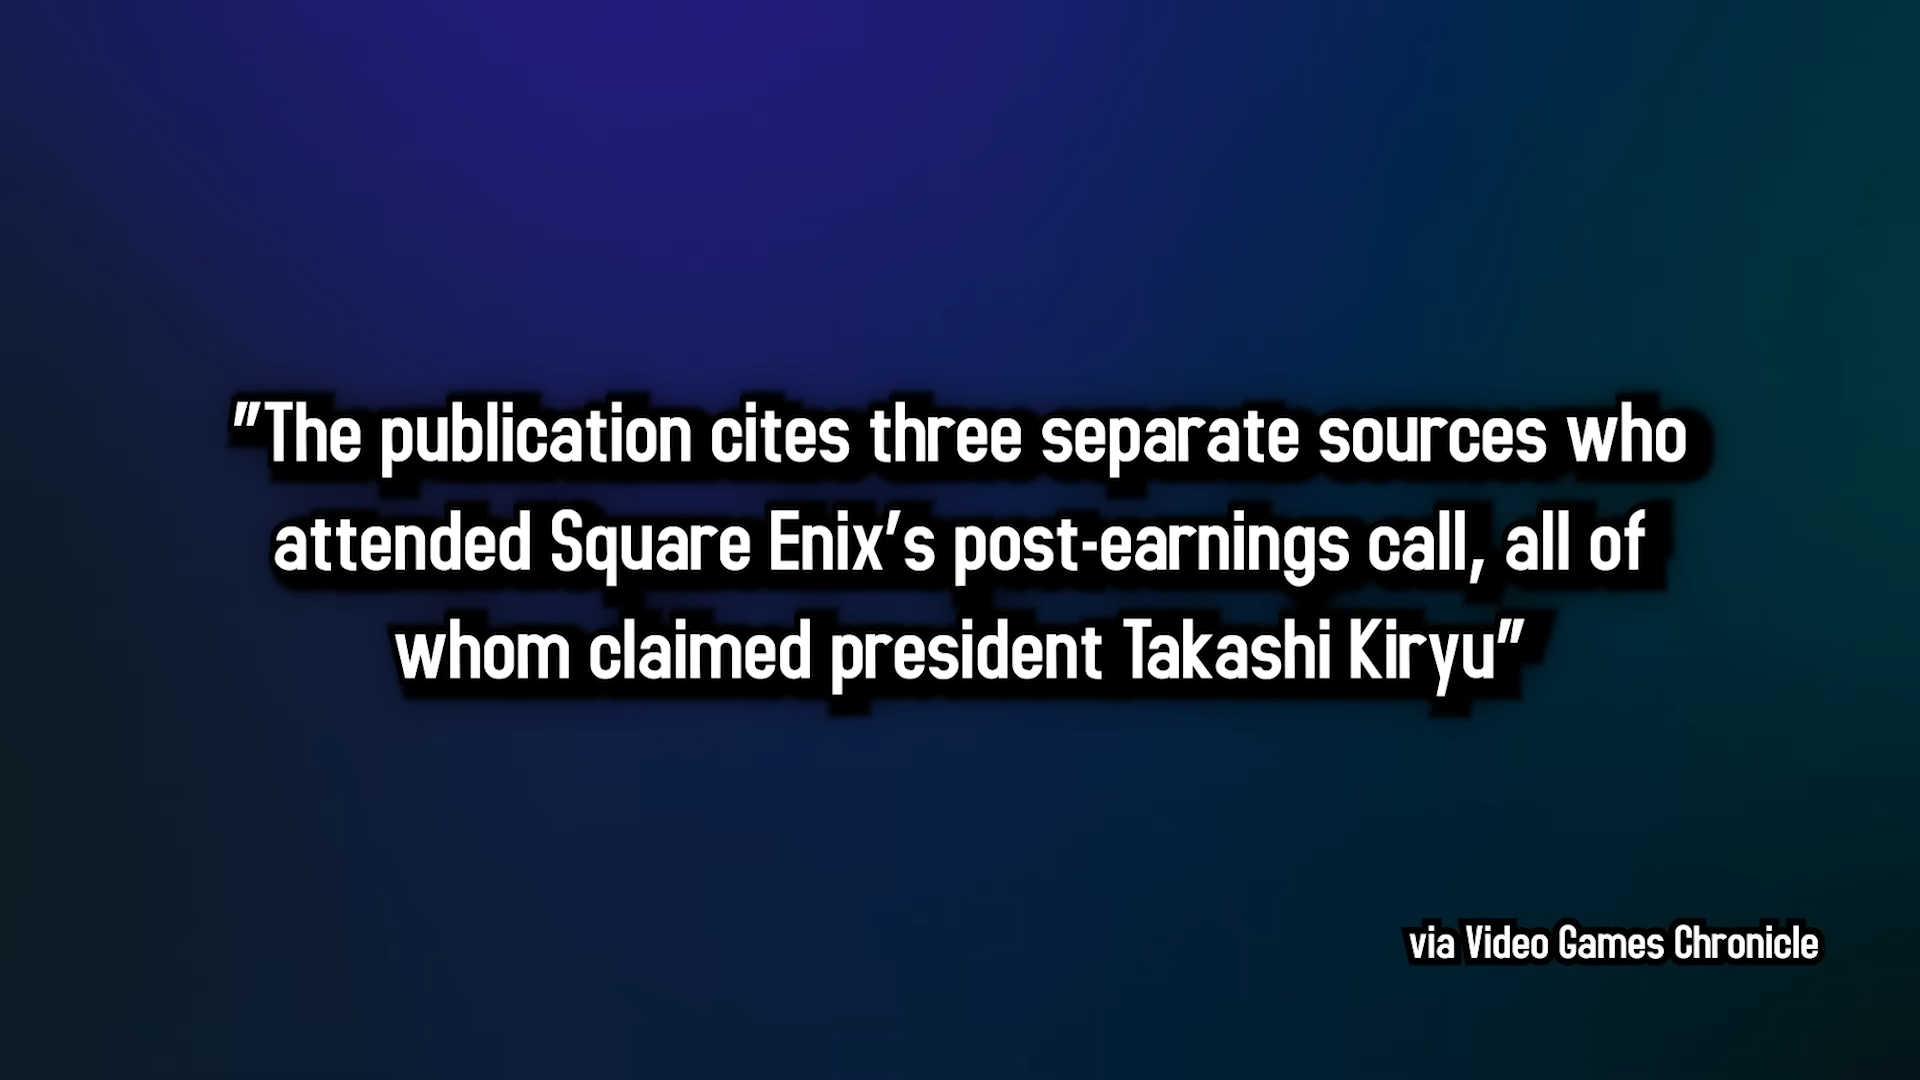 "The publication cites three separate sources who
attended Square Enix's post-earnings call, all of
whom claimed president Takashi Kiryu"
via Video Games Chronicle